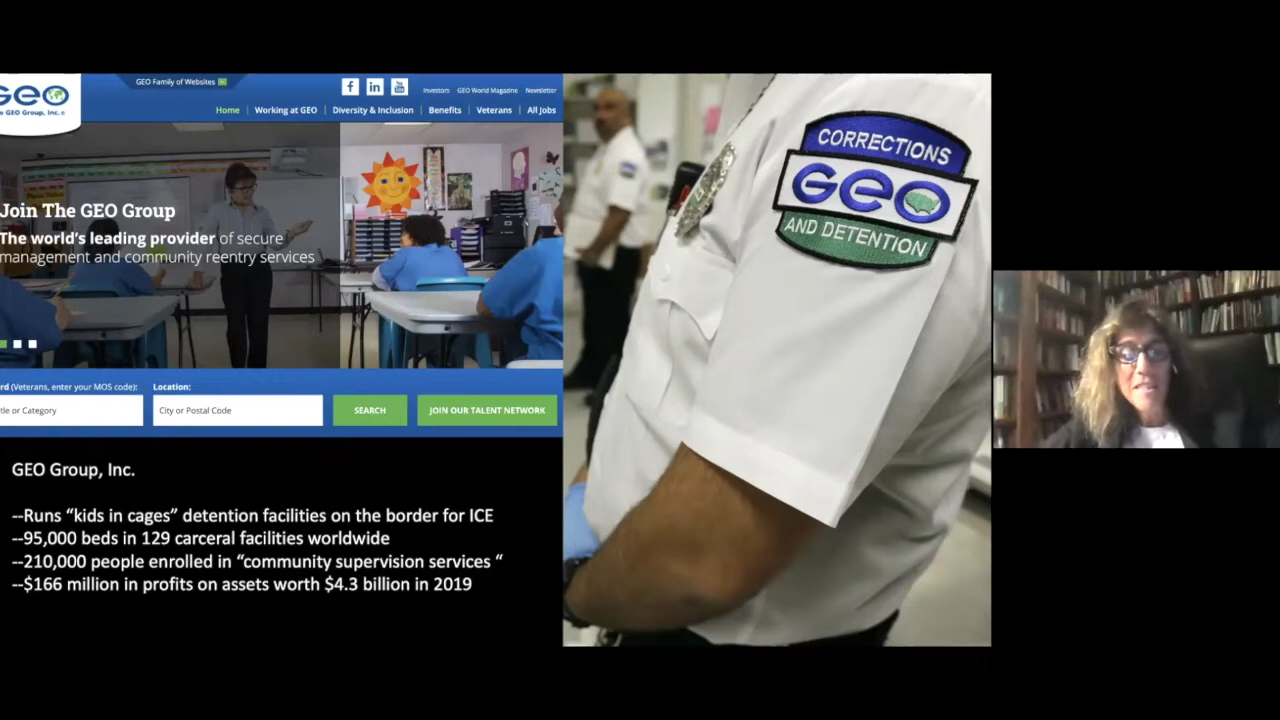 GEO Family of Websites
GEO
The GEO Group, Inc.®
Investors GEO World Magazine Newsletter
Home | Working at GEO | Diversity & Inclusion | Benefits | Veterans | All Jobs
Join The GEO Group
The world's leading provider of secure
management and community reentry services
(Veterans, enter your MOS code):
Location:
or Category
City or Postal Code
SEARCH
JOIN OUR TALENT NETWORK
GEO Group, Inc.
--Runs “kids in cages” detention facilities on the border for ICE
--95,000 beds in 129 carceral facilities worldwide
--210,000 people enrolled in “community supervision services “
--$166 million in profits on assets worth $4.3 billion in 2019
CORRECTIONS
GEO
AND DETENTION